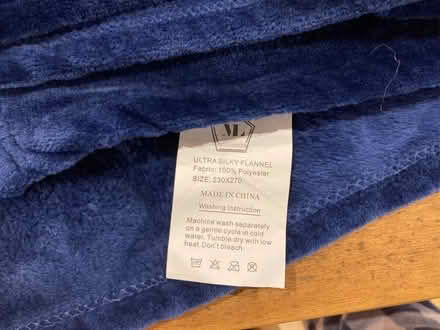 ML
ULTRA SILKY FLANNEL
Fabric: 100% Polyester
SIZE: 230X270
MADE IN CHINA
Washing Instruction
Machine wash separately
on a gentle cycle in cold
water. Tumble dry with low
heat. Don't bleach.